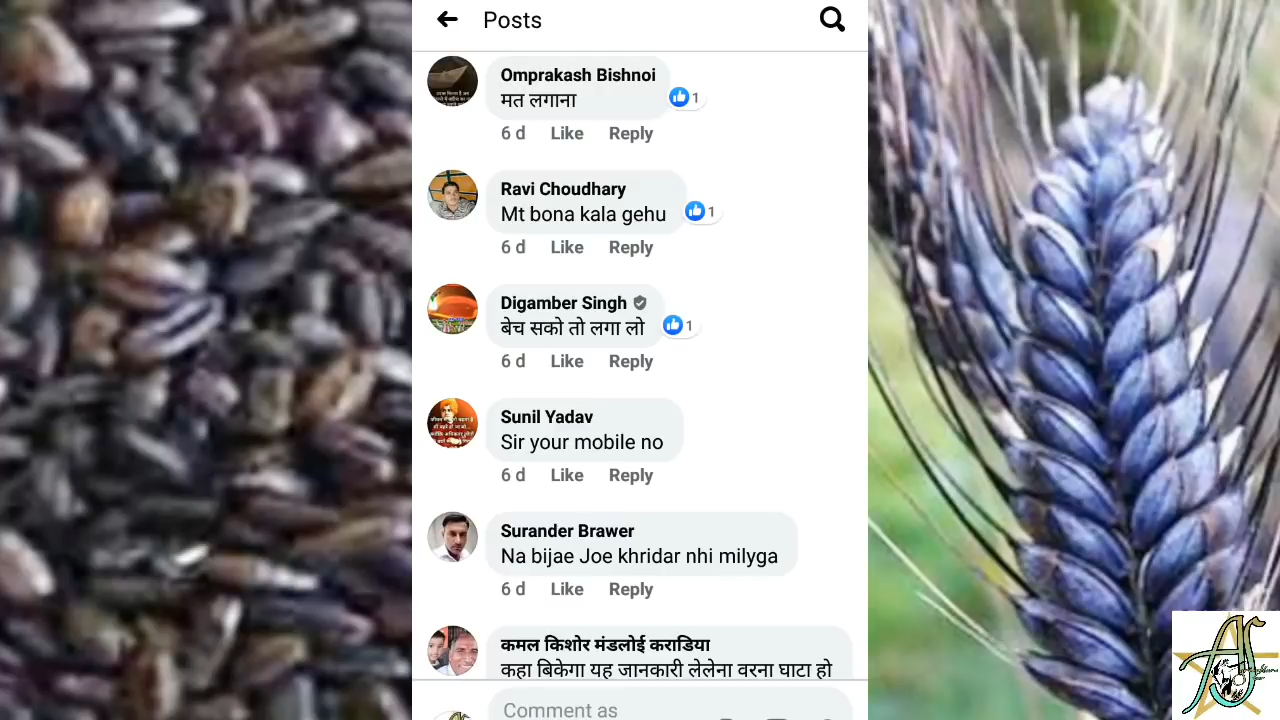 Posts
Omprakash Bishnoi
मत लगाना
1
6 d Like Reply
Ravi Choudhary
Mt bona kala gehu
1
6 d Like Reply
Digamber Singh
बेच सको तो लगा लो
1
6 d Like Reply
Sunil Yadav
Sir your mobile no
6 d Like Reply
Surander Brawer
Na bijae Joe khridar nhi milyga
6 d Like Reply
कमल किशोर मंडलोई कराडिया
कहा बिकेगा यह जानकारी लेलेना वरना घाटा हो
Comment as